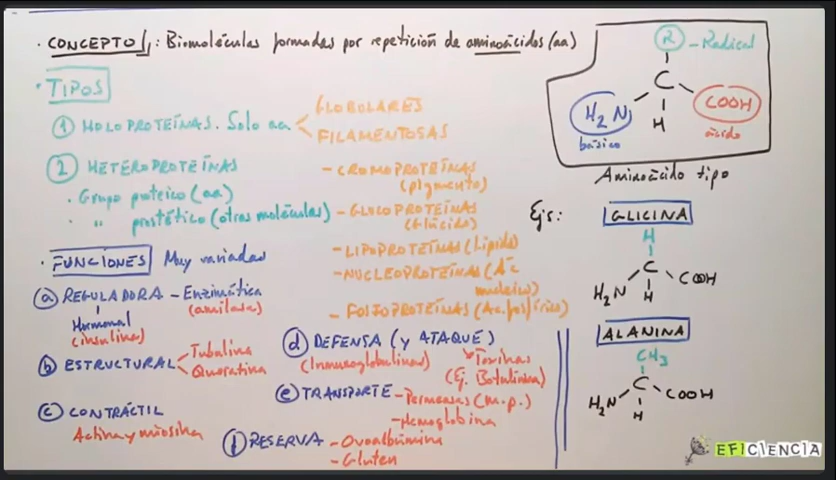 · CONCEPTO: Biomoléculas formadas por repetición de aminoácidos (aa)
· TIPOS
① HOLOPROTEÍNAS. Solo aa
GLOBULARES
FILAMENTOSAS
② HETEROPROTEÍNAS
· Grupo proteico (aa)
· " prostético (otras moléculas)
- CROMOPROTEÍNAS
(pigmento)
- GLUCOPROTEÍNAS
(Glúcido)
- LIPOPROTEÍNAS (Lípido)
- NUCLEOPROTEÍNAS (Ác
nucleico)
- FOSFOPROTEÍNAS (Ac. fosfórico)
· FUNCIONES Muy variadas
ⓐ REGULADORA - Enzimática
(amilasa)
Hormonal
(insulina)
ⓑ ESTRUCTURAL
Tubulina
Queratina
ⓒ CONTRÁCTIL
Actina y miosina
ⓓ DEFENSA (y ATAQUE)
(Inmunoglobulinas)
Toxinas
(Ej. Botulinina)
ⓔ TRANSPORTE - Permeasas (m.p.)
- Hemoglobina
ⓕ RESERVA - Ovoalbúmina
- Gluten
R - Radical
C
H₂N
COOH
H
básico
ácido
Aminoácido tipo
Ejs:
GLICINA
H
C
COOH
H₂N
H
ALANINA
CH₃
C
COOH
H₂N
H
EFICIENCIA